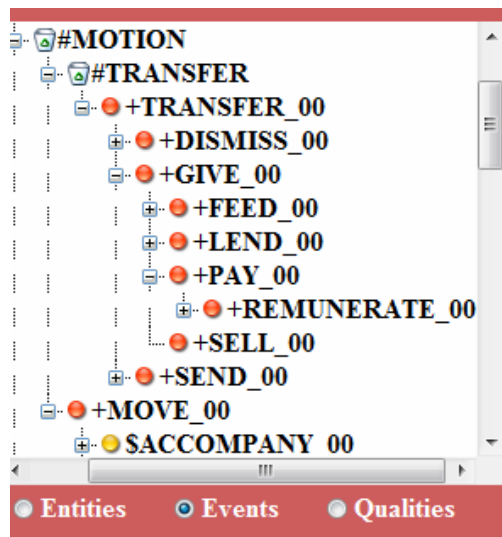 #MOTION
#TRANSFER
+TRANSFER_00
+DISMISS_00
+GIVE_00
+FEED_00
+LEND_00
+PAY_00
+REMUNERATE_00
+SELL_00
+SEND_00
+MOVE_00
$ACCOMPANY_00
Entities Events Qualities